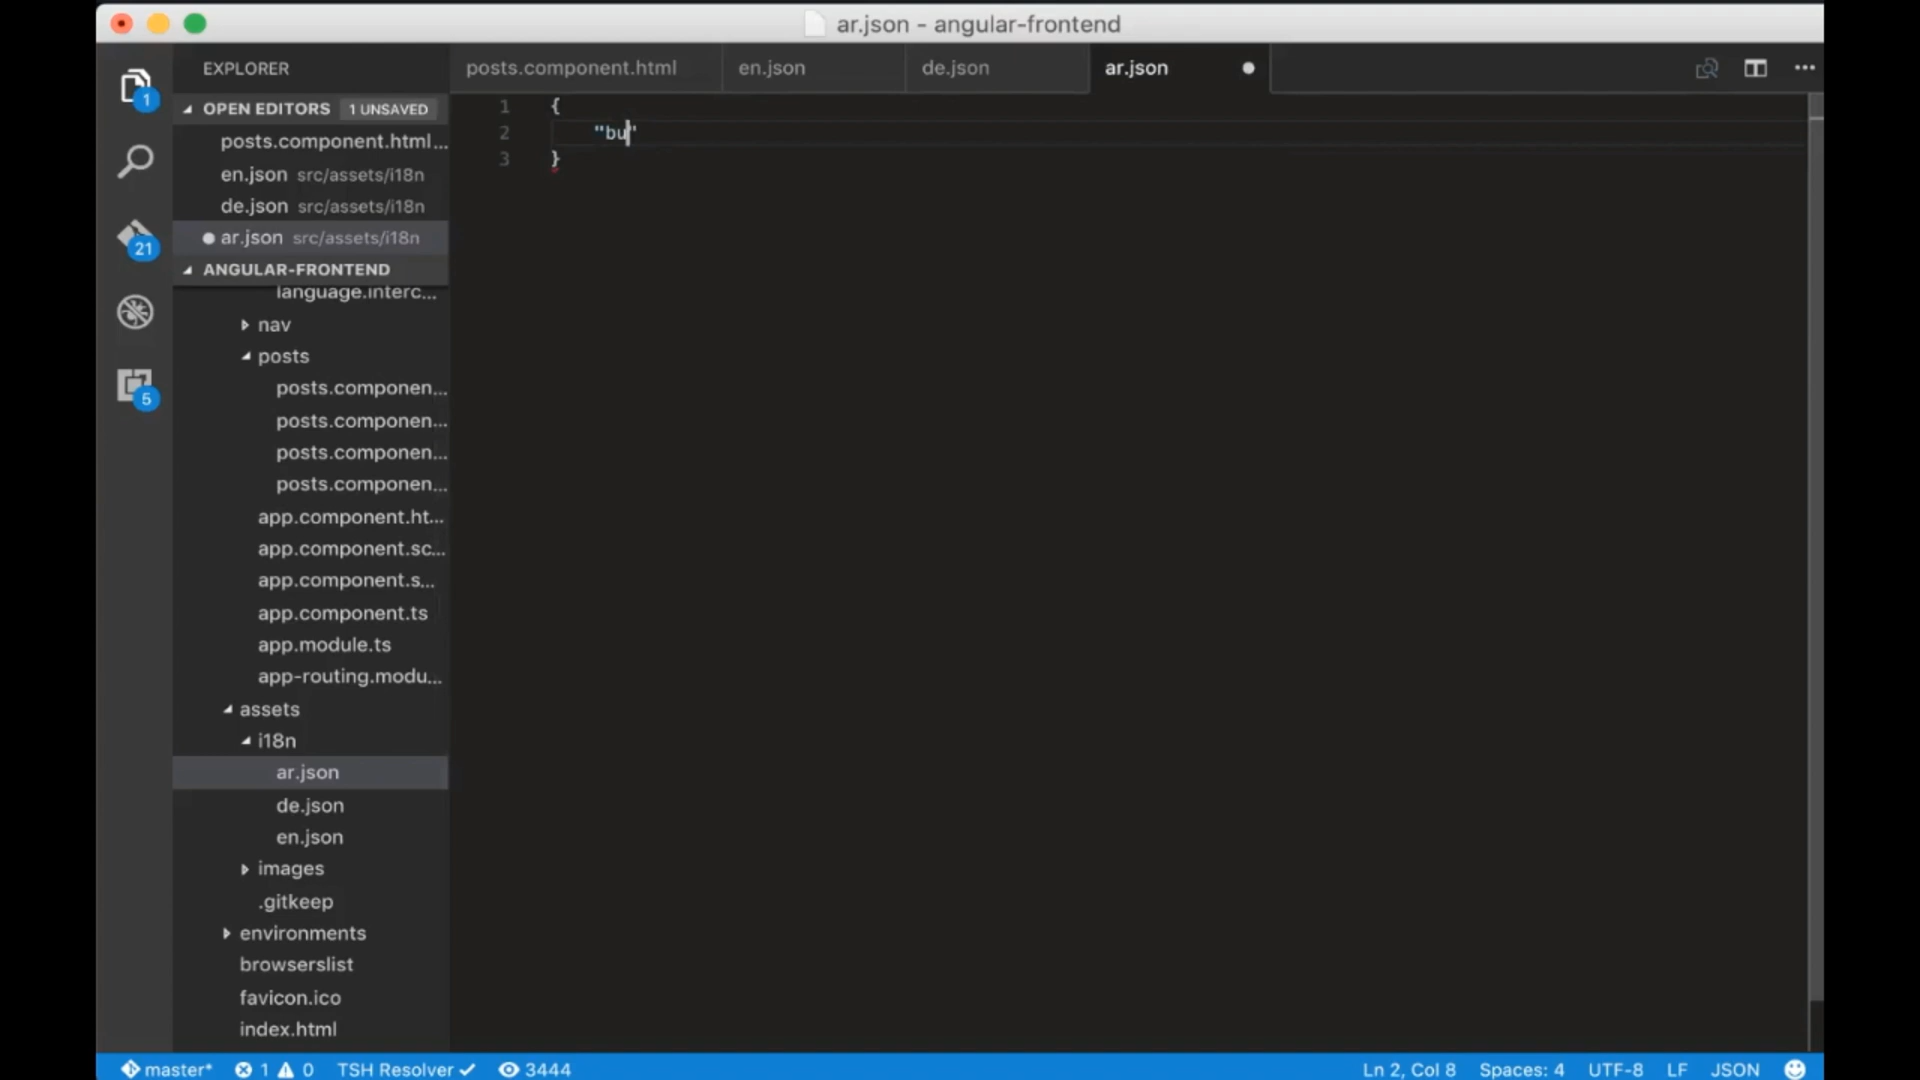 ar.json - angular-frontend
EXPLORER
posts.component.html
en.json
de.json
ar.json
1
OPEN EDITORS 1 UNSAVED
posts.component.html...
en.json src/assets/i18n
de.json src/assets/i18n
ar.json src/assets/i18n
21
ANGULAR-FRONTEND
language.interc...
nav
posts
posts.componen...
5
posts.componen...
posts.componen...
posts.componen...
app.component.ht...
app.component.sc...
app.component.s...
app.component.ts
app.module.ts
app-routing.modu...
assets
i18n
ar.json
de.json
en.json
images
.gitkeep
environments
browserslist
favicon.ico
index.html
1 {
2 "bu"
3 }
master* 1 0 TSH Resolver 3444
Ln 2, Col 8 Spaces: 4 UTF-8 LF JSON